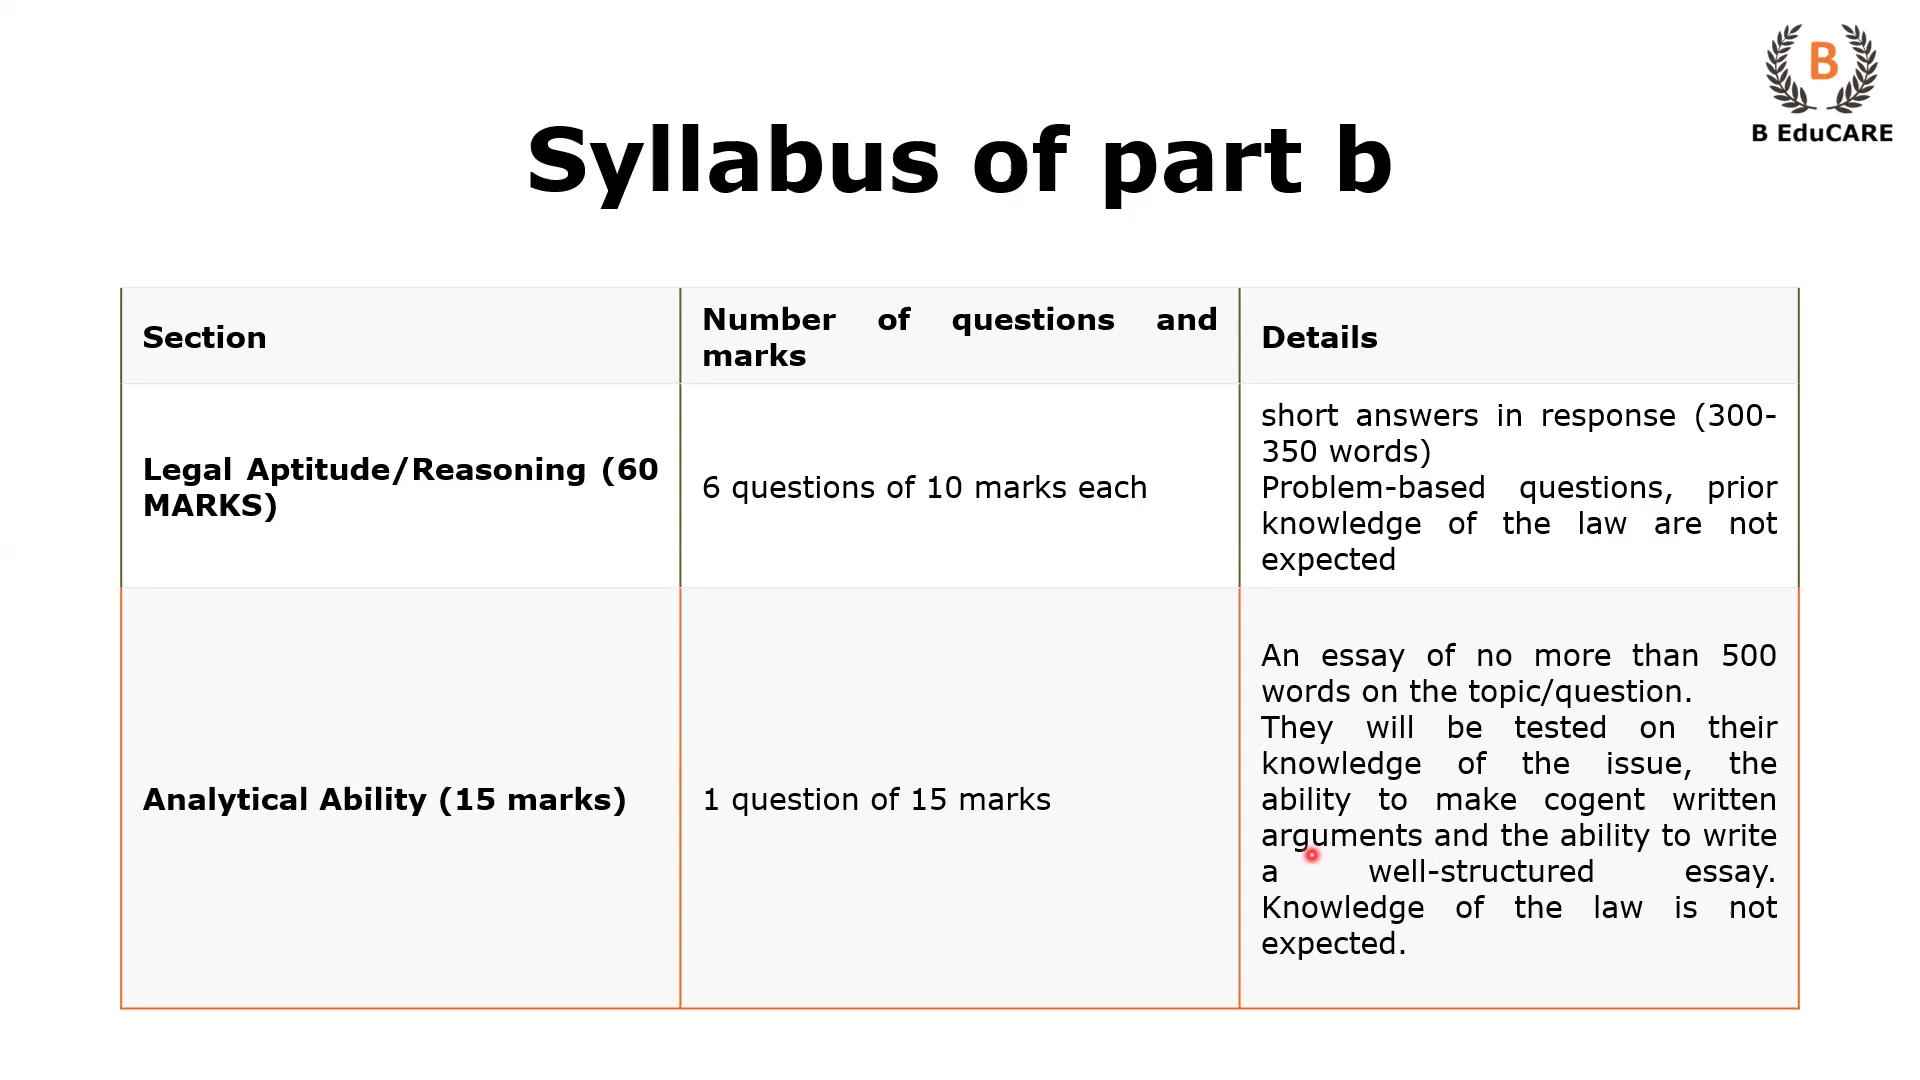 B
B EduCARE
Syllabus of part b
Section
Number of questions and
marks
Details
Legal Aptitude/Reasoning (60
MARKS)
6 questions of 10 marks each
short answers in response (300-
350 words)
Problem-based questions, prior
knowledge of the law are not
expected
Analytical Ability (15 marks)
1 question of 15 marks
An essay of no more than 500
words on the topic/question.
They will be tested on their
knowledge of the issue, the
ability to make cogent written
arguments and the ability to write
a well-structured essay.
Knowledge of the law is not
expected.